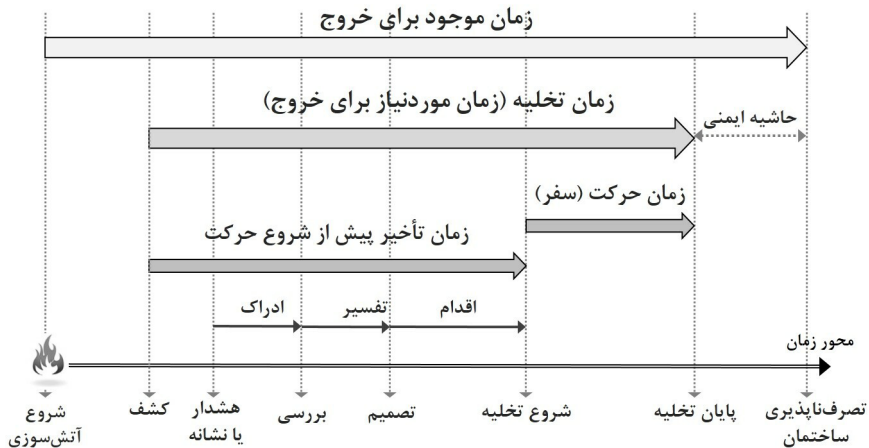 زمان موجود برای خروج
زمان تخلیه (زمان موردنیاز برای خروج)
حاشیه ایمنی
زمان حرکت (سفر)
زمان تأخیر پیش از شروع حرکت
ادراک
تفسیر
اقدام
محور زمان
شروع
آتش‌سوزی
کشف
هشدار
یا نشانه
بررسی
تصمیم
شروع تخلیه
پایان تخلیه
تصرف‌ناپذیری
ساختمان